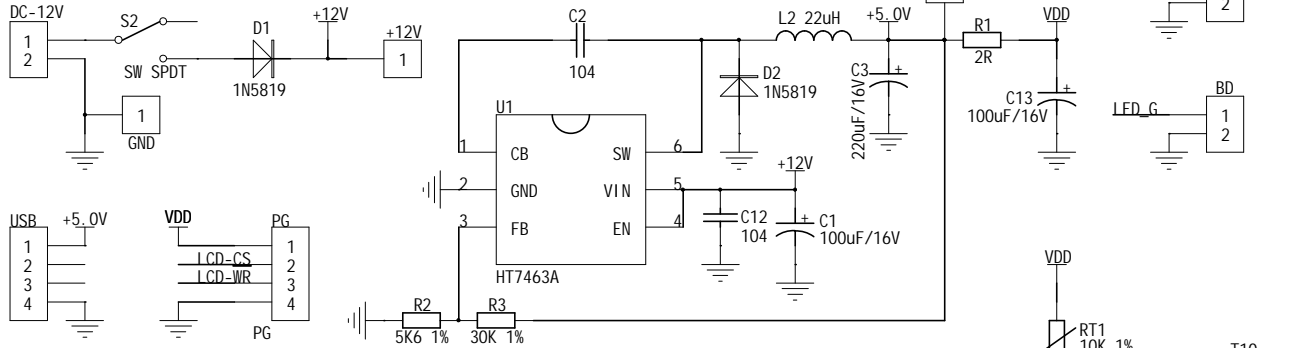 DC-12V
1
2
S2
SW SPDT
D1
1N5819
+12V
+12V
1
1
GND
C2
104
L2 22uH
+5.0V
R1
2R
VDD
2
D2
1N5819
C3
220uF/16V
+
C13
100uF/16V
+
LED_G
BD
1
2
U1
1 CB
2 GND
3 FB
SW 6
VIN 5
EN 4
HT7463A
+12V
C12
104
C1
100uF/16V
+
USB
1
2
3
4
+5.0V
VDD
LCD-CS
LCD-WR
PG
1
2
3
4
PG
R2
5K6 1%
R3
30K 1%
VDD
RT1
10K 1%